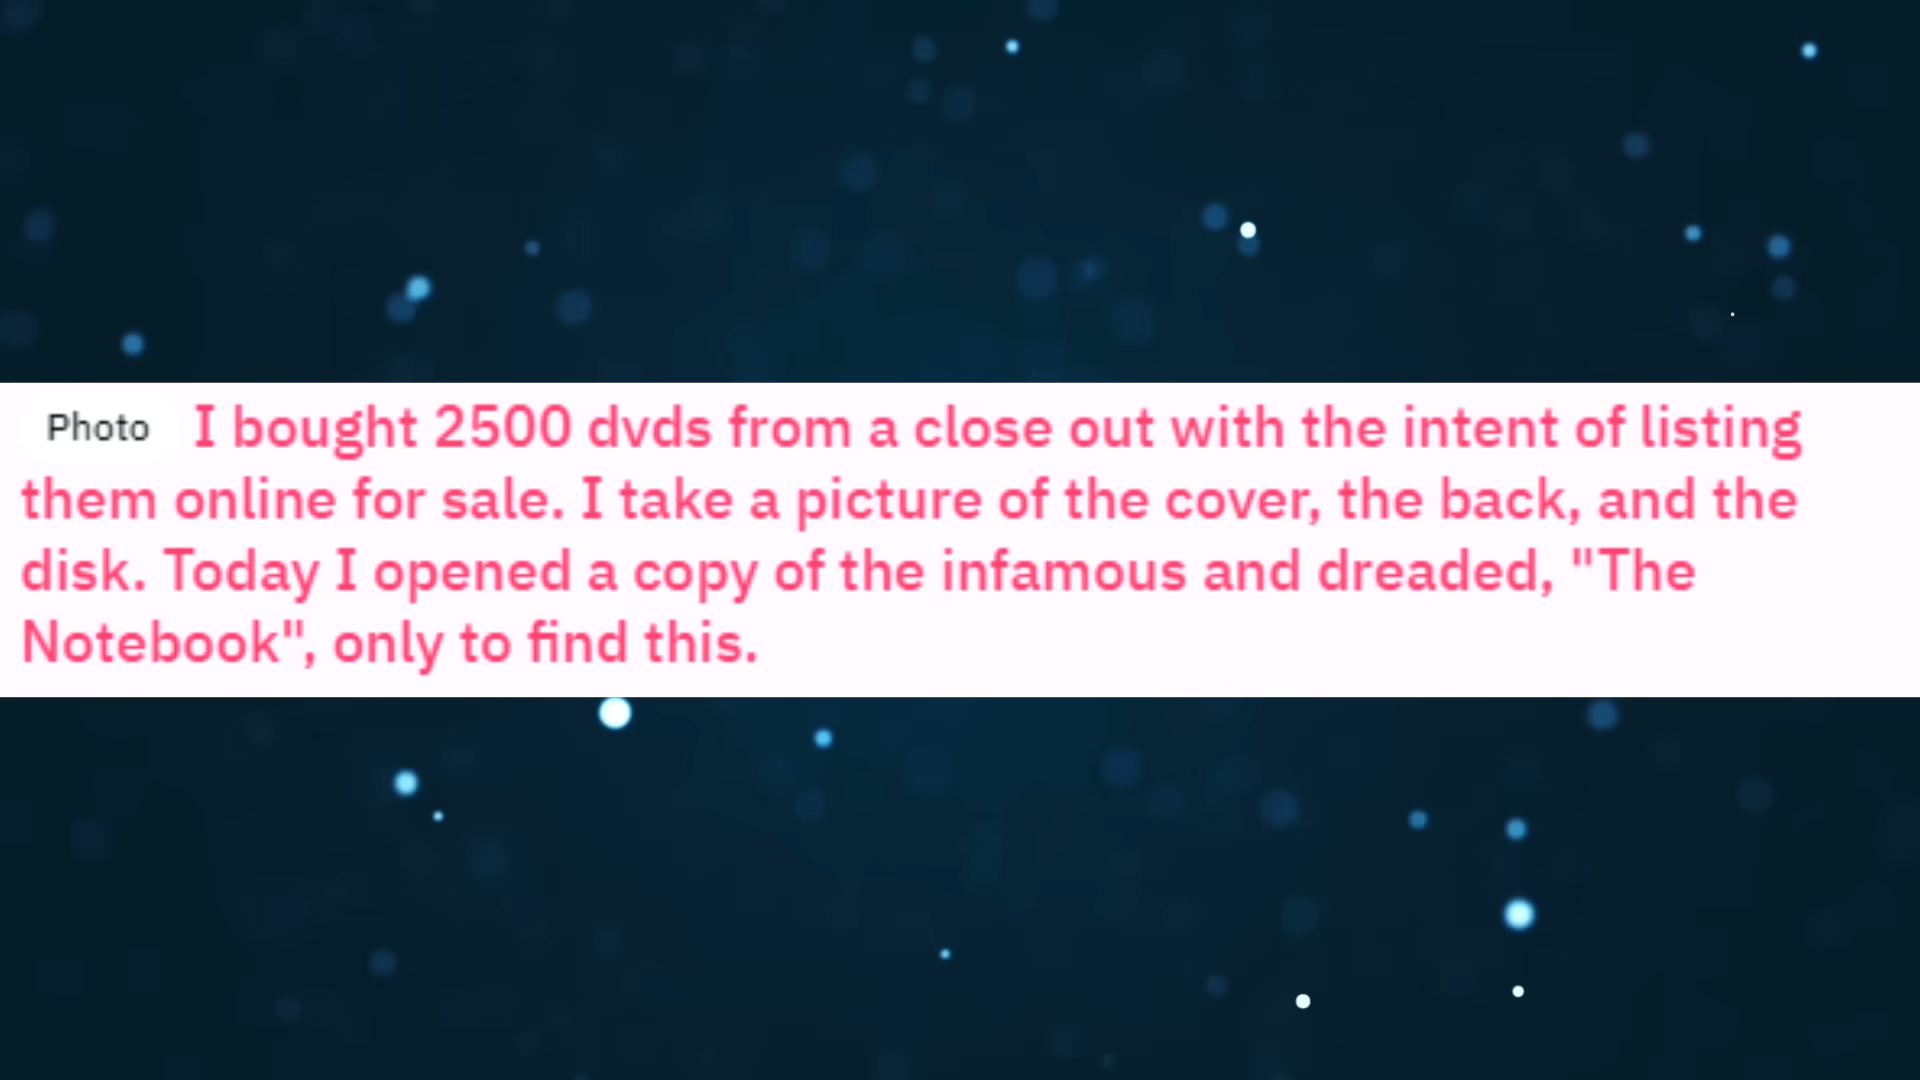 Photo I bought 2500 dvds from a close out with the intent of listing
them online for sale. I take a picture of the cover, the back, and the
disk. Today I opened a copy of the infamous and dreaded, "The
Notebook", only to find this.